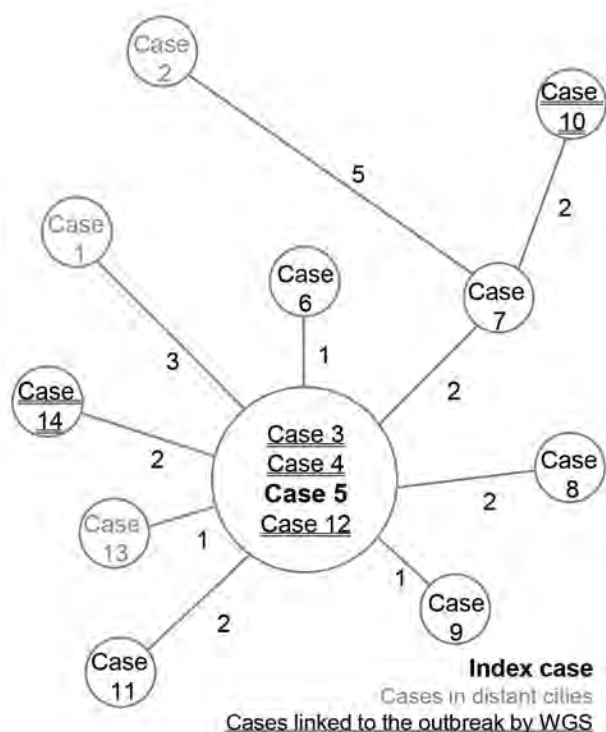 Case
2
Case
10
5
2
Case
1
Case
6
Case
7
3
1
2
Case
14
2
Case 3
Case 4
Case 5
Case 12
2
Case
8
Case
13
1
1
Case
9
2
Case
11
Index case
Cases in distant cities
Cases linked to the outbreak by WGS